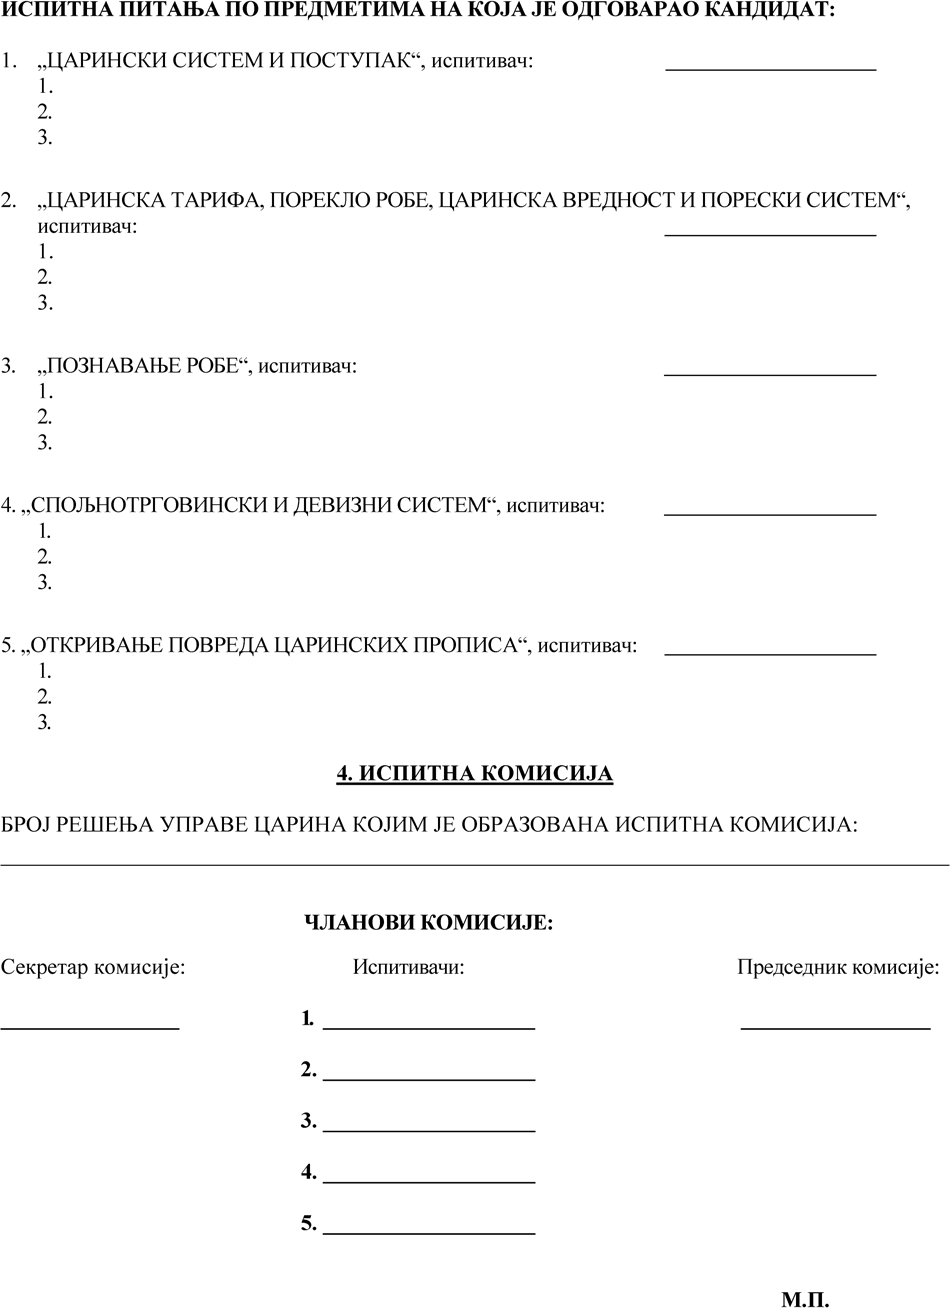 ИСПИТНА ПИТАЊА ПО ПРЕДМЕТИМА НА КОЈА ЈЕ ОДГОВАРАО КАНДИДАТ:
1. „ЦАРИНСКИ СИСТЕМ И ПОСТУПАК“, испитивач:
1.
2.
3.
2. „ЦАРИНСКА ТАРИФА, ПОРЕКЛО РОБЕ, ЦАРИНСКА ВРЕДНОСТ И ПОРЕСКИ СИСТЕМ“,
испитивач:
1.
2.
3.
3. „ПОЗНАВАЊЕ РОБЕ“, испитивач:
1.
2.
3.
4. „СПОЉНОТРГОВИНСКИ И ДЕВИЗНИ СИСТЕМ“, испитивач:
1.
2.
3.
5. „ОТКРИВАЊЕ ПОВРЕДА ЦАРИНСКИХ ПРОПИСА“, испитивач:
1.
2.
3.
4. ИСПИТНА КОМИСИЈА
БРОЈ РЕШЕЊА УПРАВЕ ЦАРИНА КОЈИМ ЈЕ ОБРАЗОВАНА ИСПИТНА КОМИСИЈА:
ЧЛАНОВИ КОМИСИЈЕ:
Секретар комисије: Испитивачи: Председник комисије:
1.
2.
3.
4.
5.
М.П.